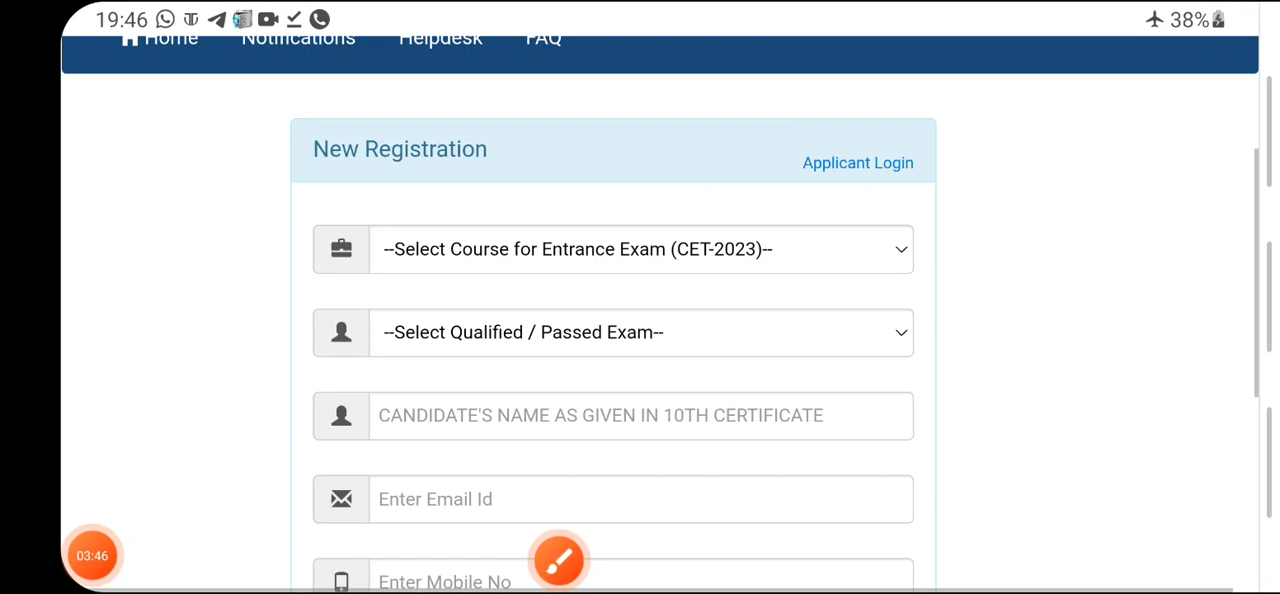 19:46 38%
Home Notifications Helpdesk FAQ
New Registration
Applicant Login
--Select Course for Entrance Exam (CET-2023)--
--Select Qualified / Passed Exam--
CANDIDATE'S NAME AS GIVEN IN 10TH CERTIFICATE
Enter Email Id
03:46
Enter Mobile No